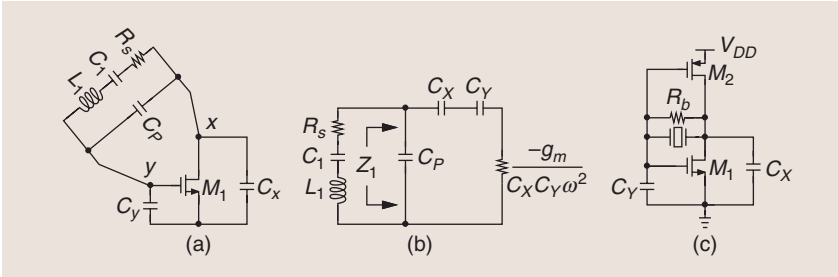 R_s
C_1
L_1
C_P
x
y
M_1
C_x
C_y
(a)
C_X C_Y
R_s
C_1
Z_1
C_P
L_1
-g_m
C_X C_Y ω^2
(b)
V_DD
M_2
R_b
M_1
C_Y
C_X
(c)